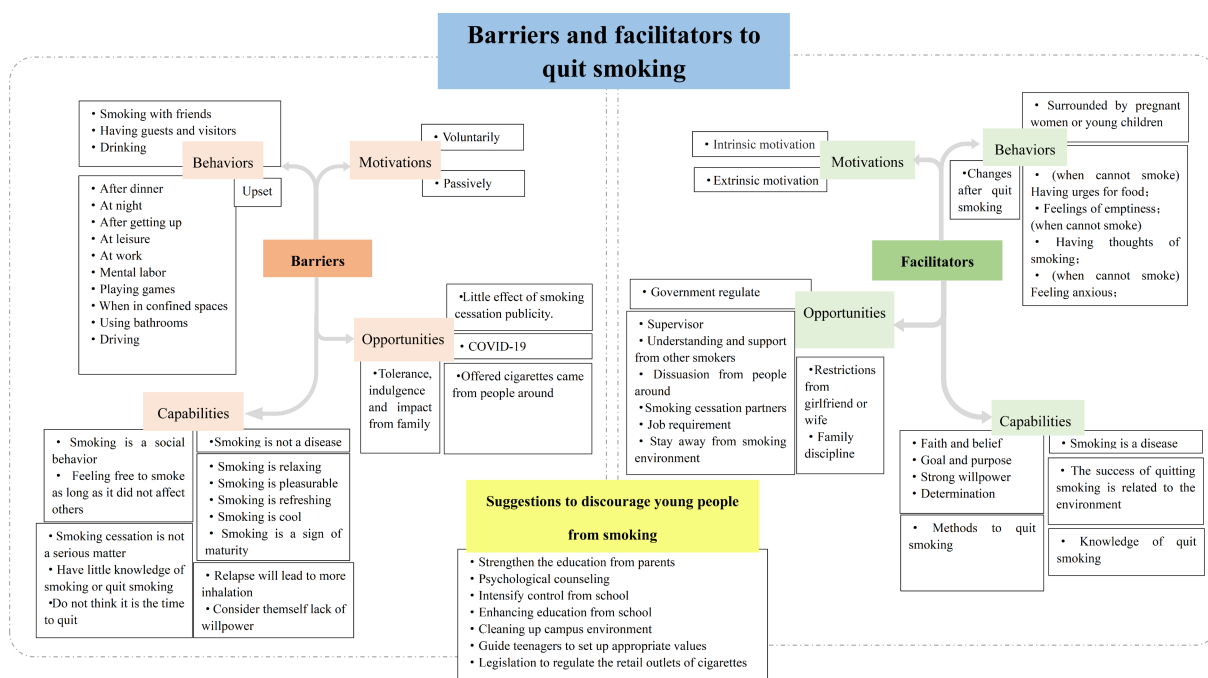 Barriers and facilitators to
quit smoking
• Smoking with friends
• Having guests and visitors
• Drinking
Behaviors
Upset
• After dinner
• At night
• After getting up
• At leisure
• At work
• Mental labor
• Playing games
• When in confined spaces
• Using bathrooms
• Driving
Motivations
• Voluntarily
• Passively
Barriers
Opportunities
•Little effect of smoking
cessation publicity.
• COVID-19
•Offered cigarettes came
from people around
•Tolerance,
indulgence
and impact
from family
Capabilities
• Smoking is a social
behavior
• Feeling free to smoke
as long as it did not affect
others
• Smoking cessation is not
a serious matter
• Have little knowledge of
smoking or quit smoking
•Do not think it is the time
to quit
•Smoking is not a disease
• Smoking is relaxing
• Smoking is pleasurable
• Smoking is refreshing
• Smoking is cool
• Smoking is a sign of
maturity
• Relapse will lead to more
inhalation
• Consider themself lack of
willpower
• Intrinsic motivation
• Extrinsic motivation
Motivations
Behaviors
• Surrounded by pregnant
women or young children
•Changes
after quit
smoking
• (when cannot smoke)
Having urges for food;
• Feelings of emptiness;
(when cannot smoke)
• Having thoughts of
smoking;
• (when cannot smoke)
Feeling anxious;
Facilitators
Opportunities
• Government regulate
• Supervisor
• Understanding and support
from other smokers
• Dissuasion from people
around
•Smoking cessation partners
• Job requirement
• Stay away from smoking
environment
•Restrictions
from
girlfriend or
wife
• Family
discipline
Capabilities
• Faith and belief
• Goal and purpose
• Strong willpower
• Determination
• Methods to quit
smoking
• Smoking is a disease
• The success of quitting
smoking is related to the
environment
• Knowledge of quit
smoking
Suggestions to discourage young people
from smoking
• Strengthen the education from parents
• Psychological counseling
• Intensify control from school
• Enhancing education from school
• Cleaning up campus environment
• Guide teenagers to set up appropriate values
• Legislation to regulate the retail outlets of cigarettes